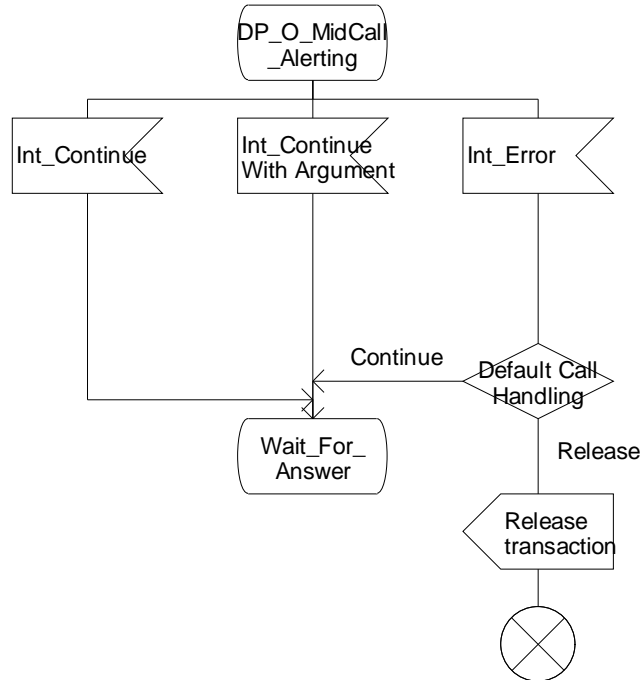 DP_O_MidCall
_Alerting
Int_Continue
Int_Continue
With Argument
Int_Error
Continue
Default Call
Handling
Wait_For_
Answer
Release
Release
transaction